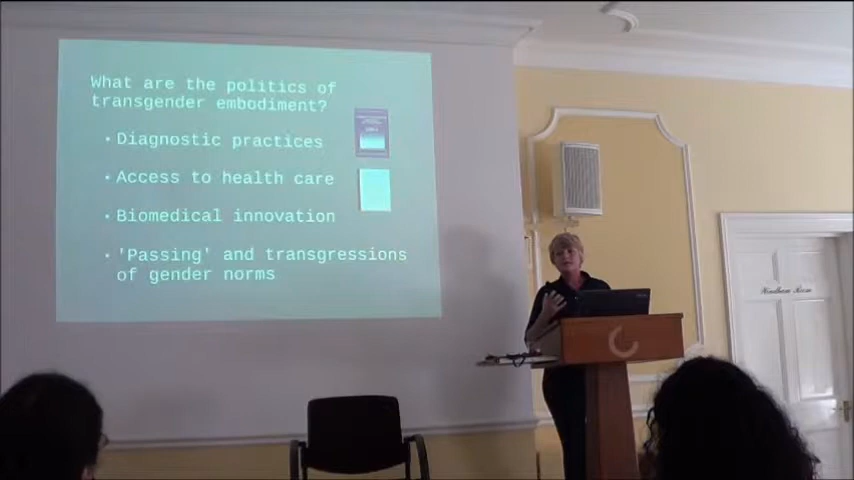 What are the politics of
transgender embodiment?
• Diagnostic practices
• Access to health care
• Biomedical innovation
• 'Passing' and transgressions
of gender norms